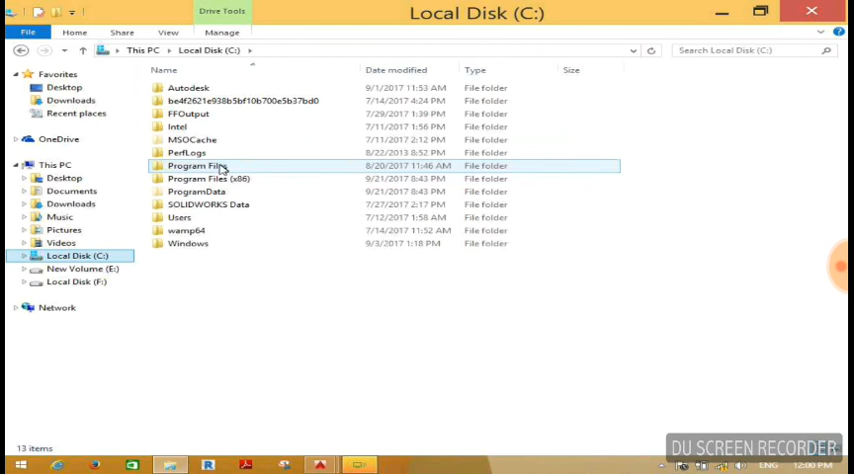 Drive Tools
Local Disk (C:)
File Home Share View Manage
This PC Local Disk (C:)
Search Local Disk (C:)
Name Date modified Type Size
Favorites
Desktop
Downloads
Recent places
OneDrive
This PC
Desktop
Documents
Downloads
Music
Pictures
Videos
Local Disk (C:)
New Volume (E:)
Local Disk (F:)
Network
Autodesk 9/1/2017 11:53 AM File folder
be4f2621e938b5bf10b700e5b37bd0 7/14/2017 4:24 PM File folder
FFOutput 7/29/2017 1:39 PM File folder
Intel 7/11/2017 1:56 PM File folder
MSOCache 7/11/2017 2:12 PM File folder
PerfLogs 8/22/2013 8:52 PM File folder
Program Files 8/20/2017 11:46 AM File folder
Program Files (x86) 9/21/2017 8:43 PM File folder
ProgramData 9/21/2017 8:43 PM File folder
SOLIDWORKS Data 7/27/2017 2:17 PM File folder
Users 7/12/2017 1:58 AM File folder
wamp64 7/14/2017 11:52 AM File folder
Windows 9/3/2017 1:18 PM File folder
13 items
DU SCREEN RECORDER
ENG 12:00 PM